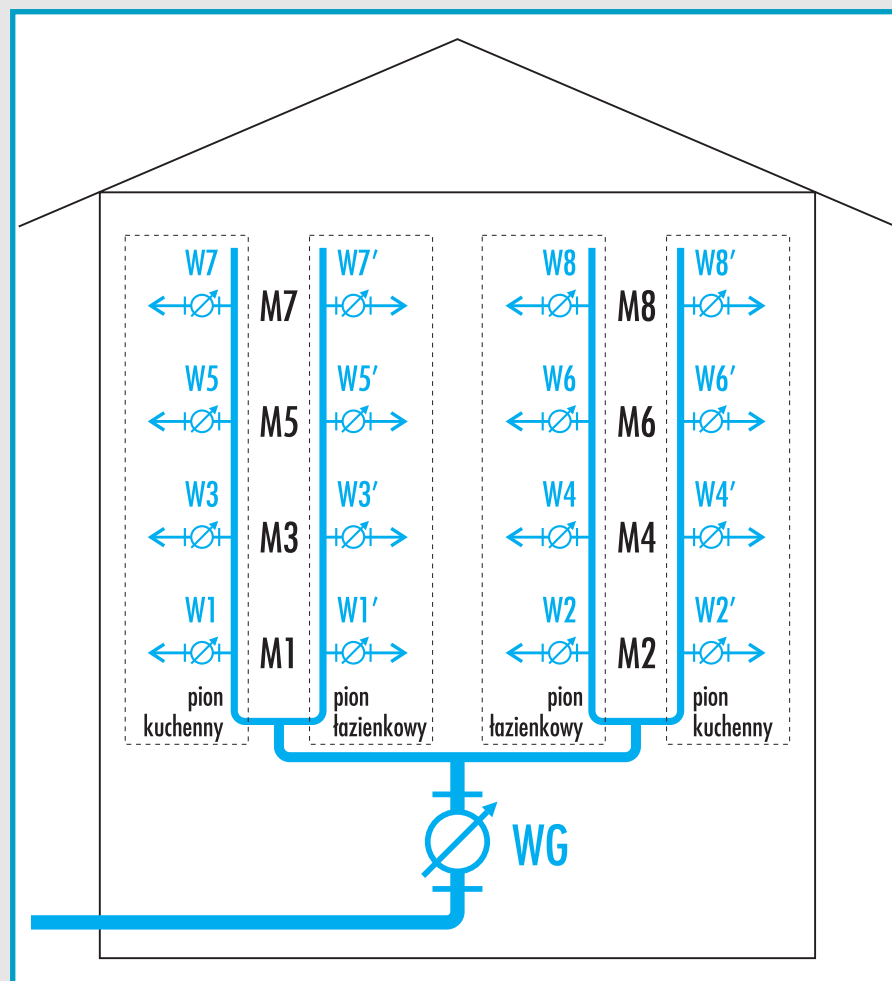 W7 W7′ W8 W8′
M7 M8
W5 W5′ W6 W6′
M5 M6
W3 W3′ W4 W4′
M3 M4
W1 W1′ W2 W2′
M1 M2
pion
kuchenny
pion
łazienkowy
pion
łazienkowy
pion
kuchenny
WG